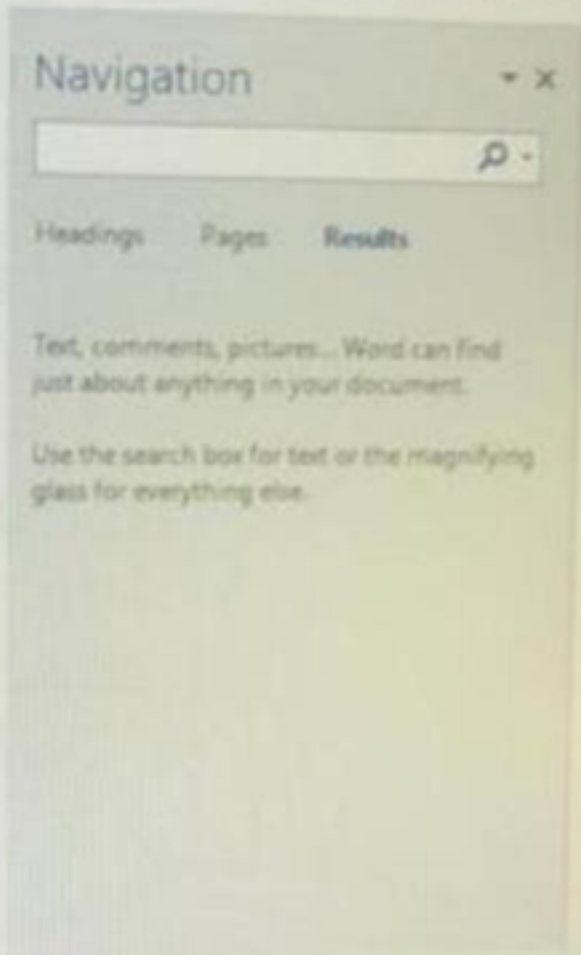 Navigation
Headings Pages Results
Text, comments, pictures... Word can find
just about anything in your document.
Use the search box for text or the magnifying
glass for everything else.